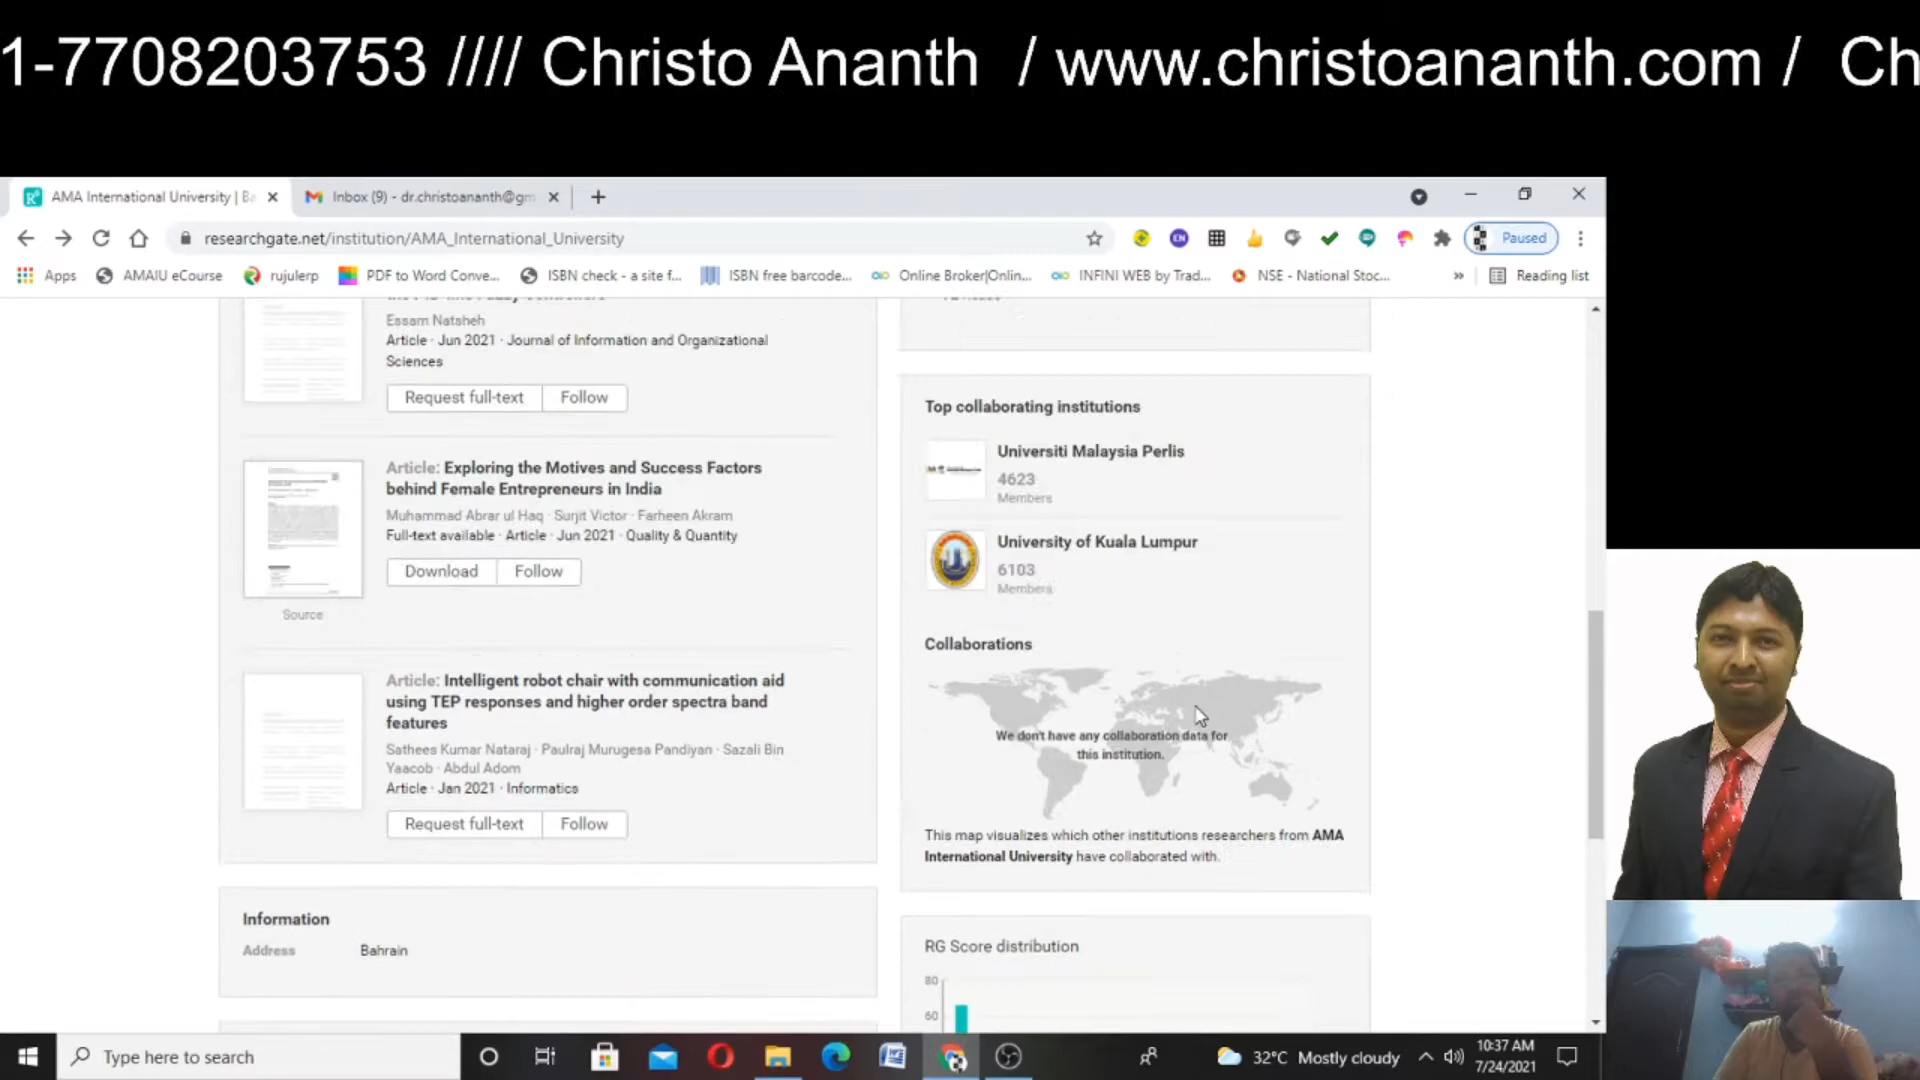 1-7708203753 //// Christo Ananth / www.christoananth.com / Ch
AMA International University | Ba
Inbox (9) - dr.christoananth@gm
researchgate.net/institution/AMA_International_University
Paused
Apps
AMAIU eCourse
rujulerp
PDF to Word Conve...
ISBN check - a site f...
ISBN free barcode...
Online Broker|Onlin...
INFINI WEB by Trad...
NSE - National Stoc...
»
Reading list
Essam Natsheh
Article · Jun 2021 · Journal of Information and Organizational
Sciences
Request full-text
Follow
Article: Exploring the Motives and Success Factors
behind Female Entrepreneurs in India
Muhammad Abrar ul Haq · Surjit Victor · Farheen Akram
Full-text available · Article · Jun 2021 · Quality & Quantity
Download
Follow
Source
Article: Intelligent robot chair with communication aid
using TEP responses and higher order spectra band
features
Sathees Kumar Nataraj · Paulraj Murugesa Pandiyan · Sazali Bin
Yaacob · Abdul Adom
Article · Jan 2021 · Informatics
Request full-text
Follow
Information
Address
Bahrain
Top collaborating institutions
Universiti Malaysia Perlis
4623
Members
University of Kuala Lumpur
6103
Members
Collaborations
We don't have any collaboration data for
this institution.
This map visualizes which other institutions researchers from AMA
International University have collaborated with.
RG Score distribution
80
60
Type here to search
32°C Mostly cloudy
10:37 AM
7/24/2021